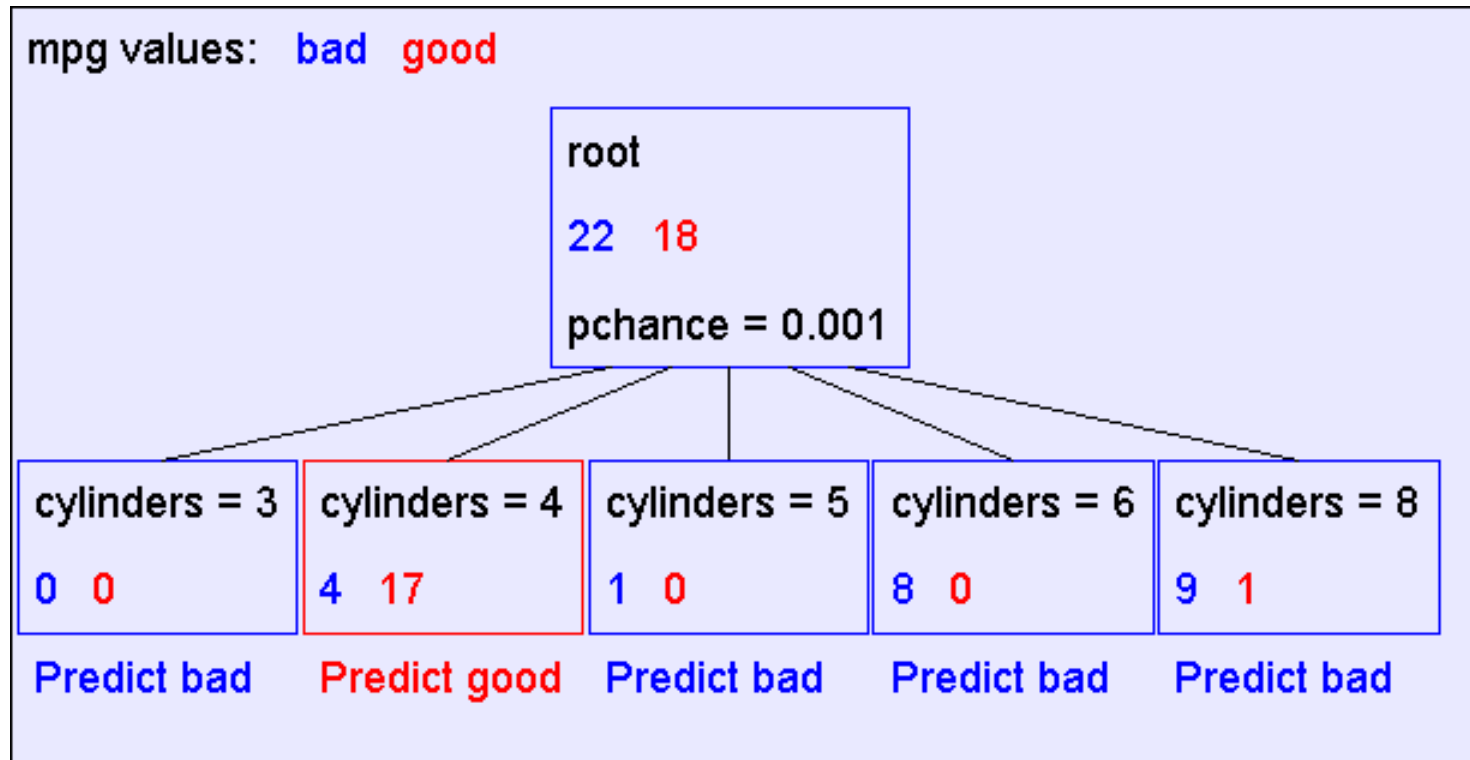 mpg values: bad good
root
22 18
pchance = 0.001
cylinders = 3
0 0
Predict bad
cylinders = 4
4 17
Predict good
cylinders = 5
1 0
Predict bad
cylinders = 6
8 0
Predict bad
cylinders = 8
9 1
Predict bad